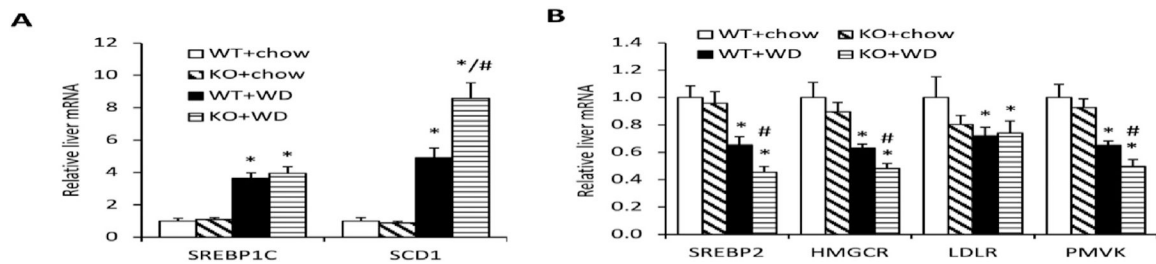 A
Relative liver mRNA
12
10
8
6
4
2
0
WT+chow
KO+chow
WT+WD
KO+WD
*
*
*
*/#
SREBP1C
SCD1
B
Relative liver mRNA
1.4
1.2
1.0
0.8
0.6
0.4
0.2
0.0
WT+chow
KO+chow
WT+WD
KO+WD
*
#
*
*
#
*
*
*
*
#
*
SREBP2
HMGCR
LDLR
PMVK